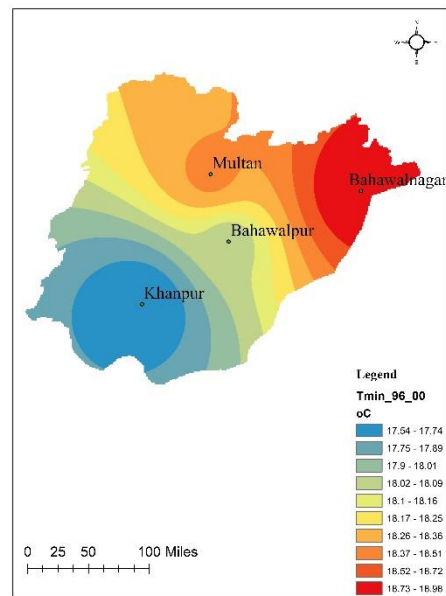 N
W
E
S
Multan
Bahawalnagar
Bahawalpur
Khanpur
Legend
Tmin_96_00
oC
17.54 - 17.74
17.75 - 17.89
17.9 - 18.01
18.02 - 18.09
18.1 - 18.16
18.17 - 18.25
18.26 - 18.36
18.37 - 18.51
18.52 - 18.72
18.73 - 18.98
0 25 50 100 Miles